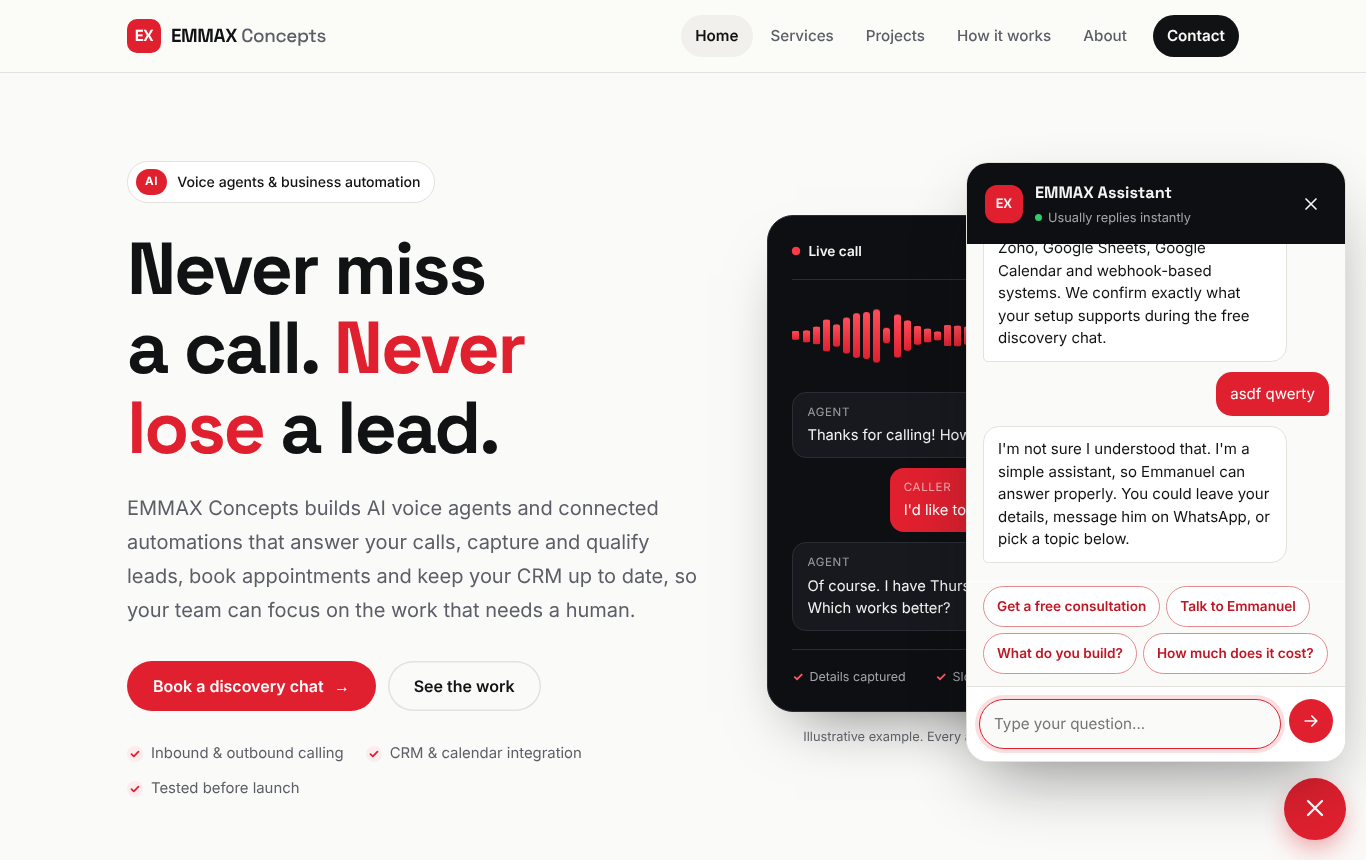 EX EMMAX Concepts
Home Services Projects How it works About Contact
AI Voice agents & business automation
Never miss
a call. Never
lose a lead.
EMMAX Concepts builds AI voice agents and connected
automations that answer your calls, capture and qualify
leads, book appointments and keep your CRM up to date, so
your team can focus on the work that needs a human.
Book a discovery chat → See the work
Inbound & outbound calling CRM & calendar integration
Tested before launch
Live call
AGENT
Thanks for calling! How
CALLER
I'd like to
AGENT
Of course. I have Thurs
Which works better?
Details captured
Illustrative example. Every
EX EMMAX Assistant
Usually replies instantly
Zoho, Google Sheets, Google
Calendar and webhook-based
systems. We confirm exactly what
your setup supports during the free
discovery chat.
asdf qwerty
I'm not sure I understood that. I'm a
simple assistant, so Emmanuel can
answer properly. You could leave your
details, message him on WhatsApp, or
pick a topic below.
Get a free consultation Talk to Emmanuel
What do you build? How much does it cost?
Type your question...